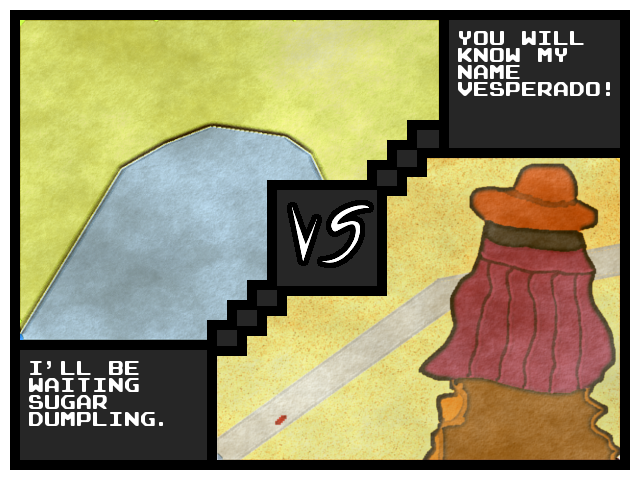 YOU WILL
KNOW MY
NAME
VESPERADO!
VS
I'LL BE
WAITING
SUGAR
DUMPLING.